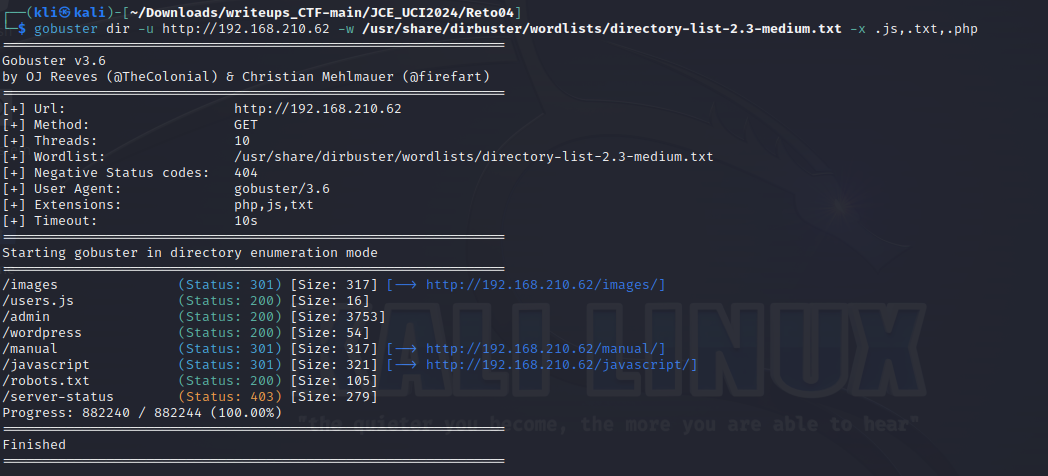 (kli㉿kali)-[~/Downloads/writeups_CTF-main/JCE_UCI2024/Reto04]
$ gobuster dir -u http://192.168.210.62 -w /usr/share/dirbuster/wordlists/directory-list-2.3-medium.txt -x .js,.txt,.php
===============================================================
Gobuster v3.6
by OJ Reeves (@TheColonial) & Christian Mehlmauer (@firefart)
===============================================================
[+] Url:                     http://192.168.210.62
[+] Method:                  GET
[+] Threads:                 10
[+] Wordlist:                /usr/share/dirbuster/wordlists/directory-list-2.3-medium.txt
[+] Negative Status codes:   404
[+] User Agent:              gobuster/3.6
[+] Extensions:              php,js,txt
[+] Timeout:                 10s
===============================================================
Starting gobuster in directory enumeration mode
===============================================================
/images               (Status: 301) [Size: 317] [--> http://192.168.210.62/images/]
/users.js             (Status: 200) [Size: 16]
/admin                (Status: 200) [Size: 3753]
/wordpress            (Status: 200) [Size: 54]
/manual               (Status: 301) [Size: 317] [--> http://192.168.210.62/manual/]
/javascript           (Status: 301) [Size: 321] [--> http://192.168.210.62/javascript/]
/robots.txt           (Status: 200) [Size: 105]
/server-status        (Status: 403) [Size: 279]
Progress: 882240 / 882244 (100.00%)
===============================================================
Finished
===============================================================
KALI LINUX
"the quieter you become, the more you are able to hear"